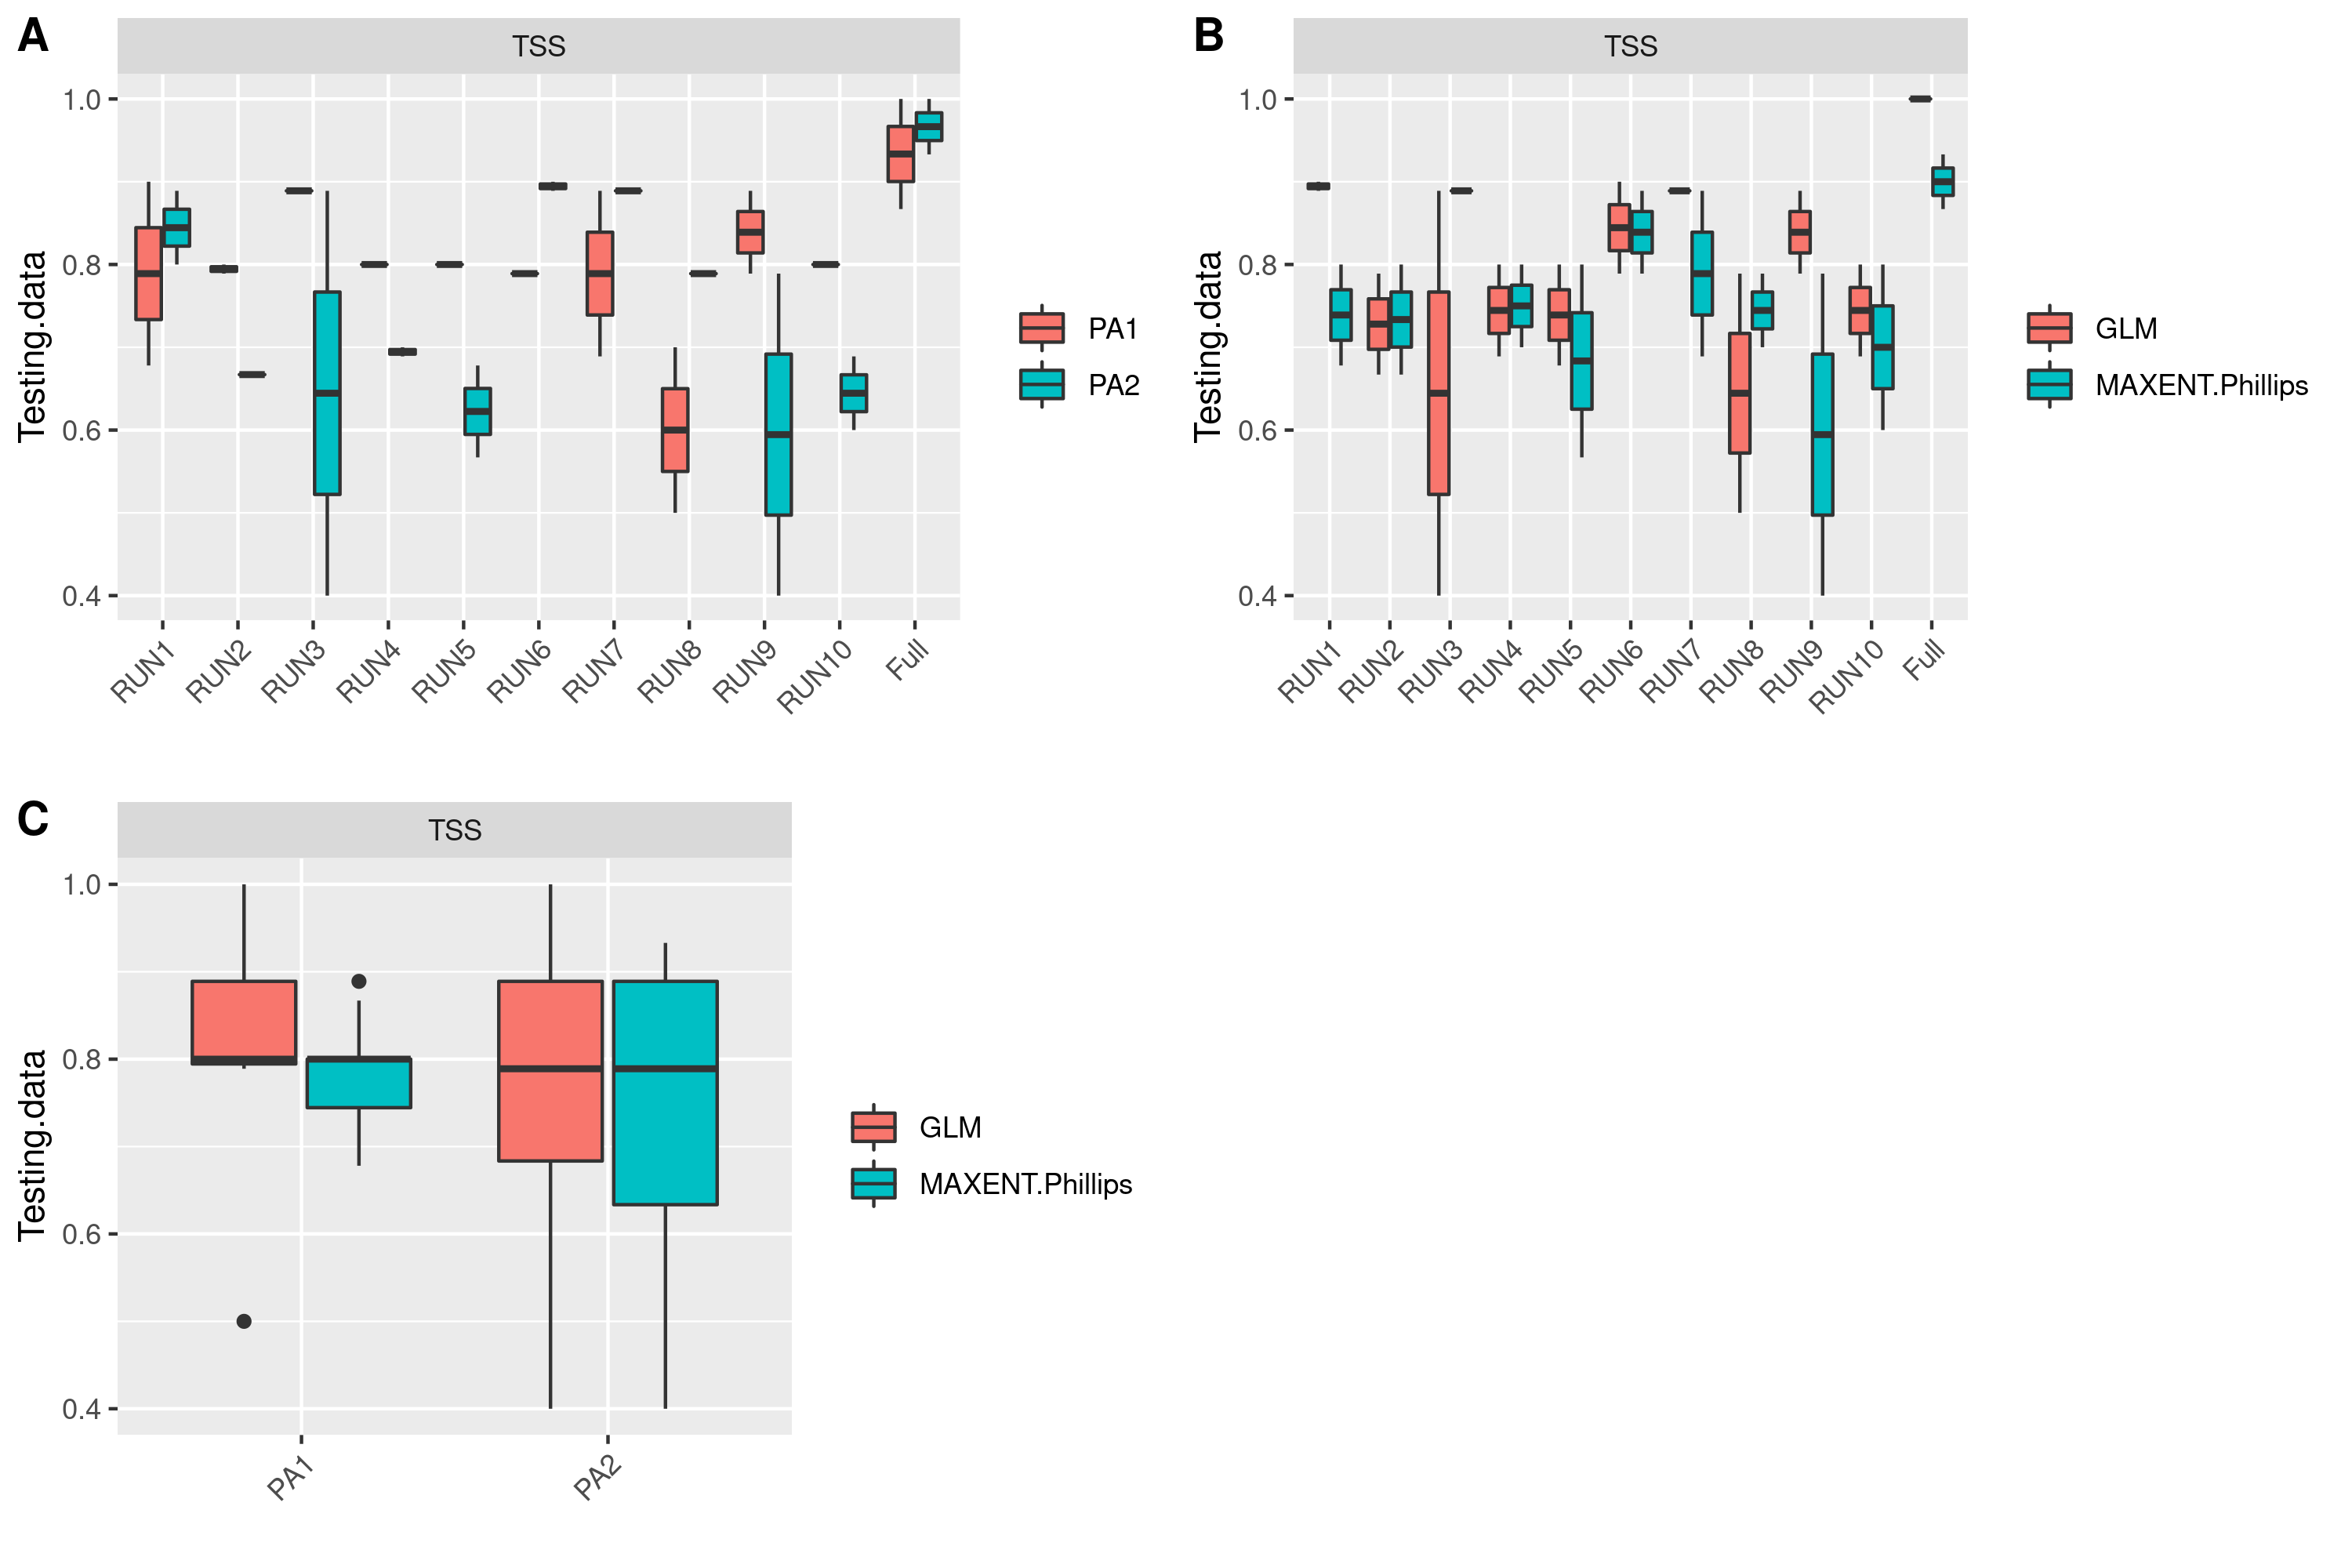 A
TSS
1.0
0.8
0.6
0.4
Testing.data
RUN1
RUN2
RUN3
RUN4
RUN5
RUN6
RUN7
RUN8
RUN9
RUN10
Full
PA1
PA2
B
TSS
1.0
0.8
0.6
0.4
Testing.data
RUN1
RUN2
RUN3
RUN4
RUN5
RUN6
RUN7
RUN8
RUN9
RUN10
Full
GLM
MAXENT.Phillips
C
TSS
1.0
0.8
0.6
0.4
Testing.data
PA1
PA2
GLM
MAXENT.Phillips